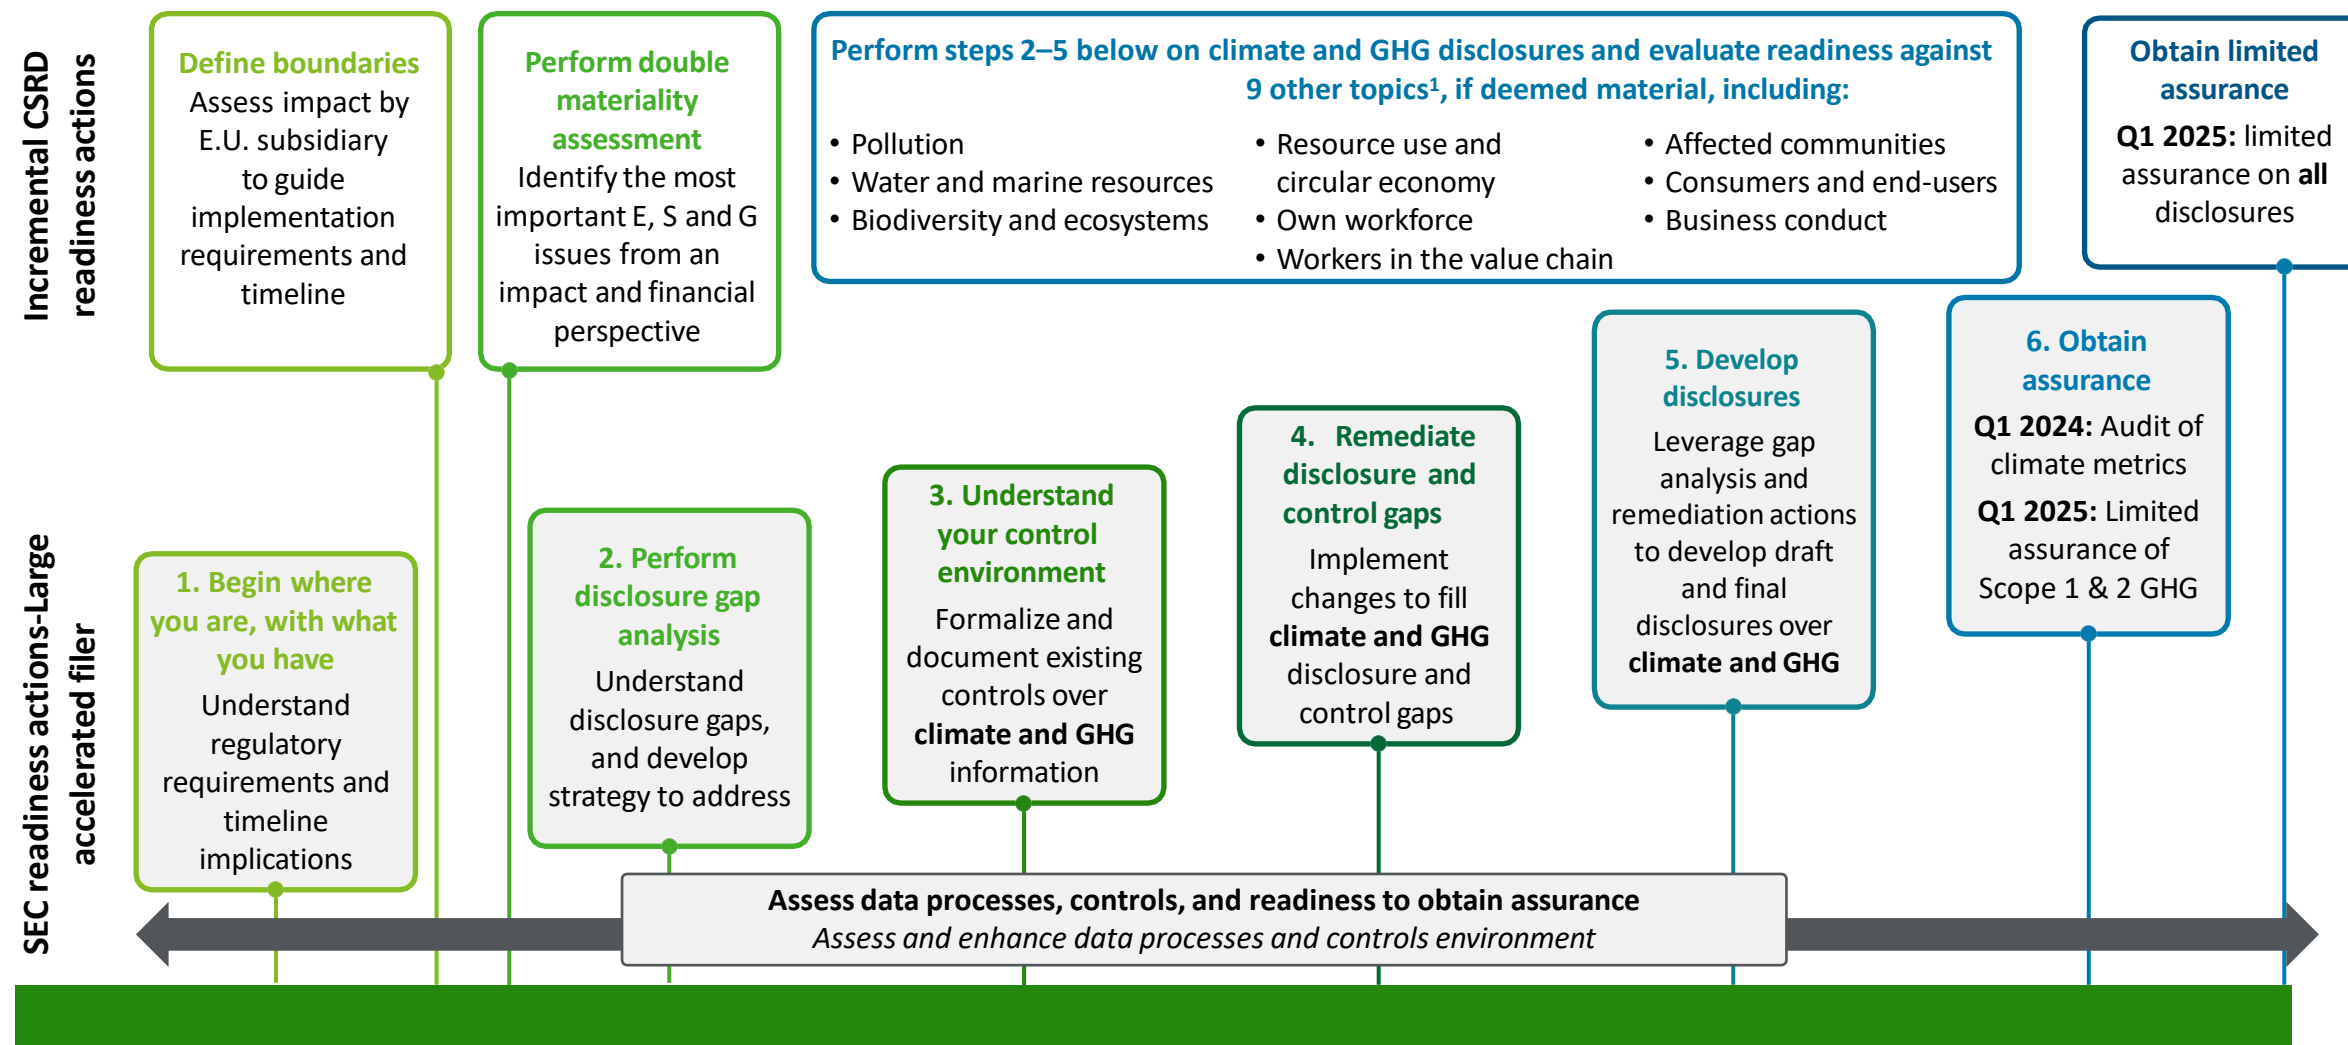 Incremental CSRD
readiness actions
Define boundaries
Assess impact by
E.U. subsidiary
to guide
implementation
requirements and
timeline
Perform double
materiality
assessment
Identify the most
important E, S and G
issues from an
impact and financial
perspective
Perform steps 2–5 below on climate and GHG disclosures and evaluate readiness against
9 other topics¹, if deemed material, including:
• Pollution
• Water and marine resources
• Biodiversity and ecosystems
• Resource use and
circular economy
• Own workforce
• Workers in the value chain
• Affected communities
• Consumers and end-users
• Business conduct
Obtain limited
assurance
Q1 2025: limited
assurance on all
disclosures
SEC readiness actions-Large
accelerated filer
1. Begin where
you are, with what
you have
Understand
regulatory
requirements and
timeline
implications
2. Perform
disclosure gap
analysis
Understand
disclosure gaps,
and develop
strategy to address
3. Understand
your control
environment
Formalize and
document existing
controls over
climate and GHG
information
4. Remediate
disclosure and
control gaps
Implement
changes to fill
climate and GHG
disclosure and
control gaps
5. Develop
disclosures
Leverage gap
analysis and
remediation actions
to develop draft
and final
disclosures over
climate and GHG
6. Obtain
assurance
Q1 2024: Audit of
climate metrics
Q1 2025: Limited
assurance of
Scope 1 & 2 GHG
Assess data processes, controls, and readiness to obtain assurance
Assess and enhance data processes and controls environment